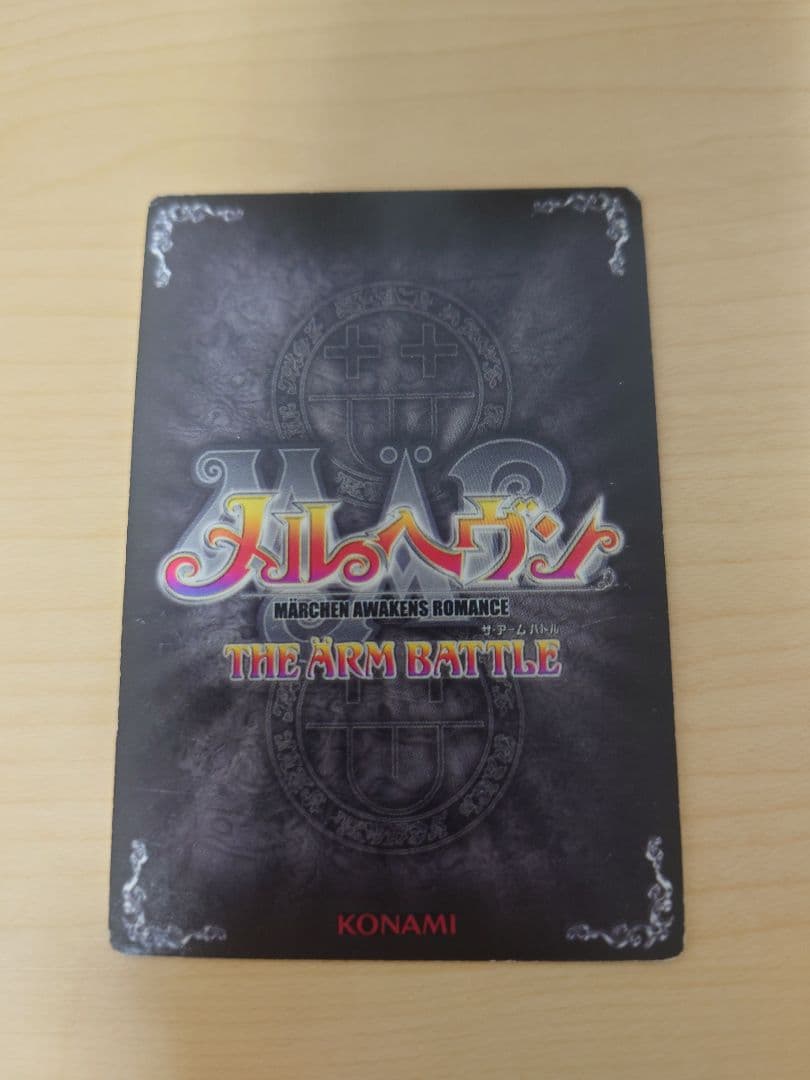 MÄR
メルヘヴン
MÄRCHEN AWAKENS ROMANCE
ザ・アーム バトル
THE ÄRM BATTLE
KONAMI